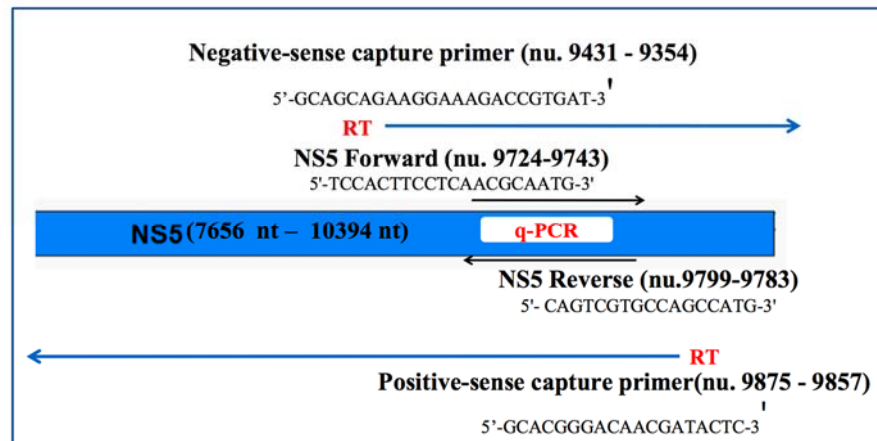 Negative-sense capture primer (nu. 9431 - 9354)
5'-GCAGCAGAAGGAAAGACCGTGAT-3'
RT
NS5 Forward (nu. 9724-9743)
5'-TCCACTTCCTCAACGCAATG-3'
NS5 (7656 nt – 10394 nt)
q-PCR
NS5 Reverse (nu.9799-9783)
5'- CAGTCGTGCCAGCCATG-3'
RT
Positive-sense capture primer(nu. 9875 - 9857)
5'-GCACGGGACAACGATACTC-3'